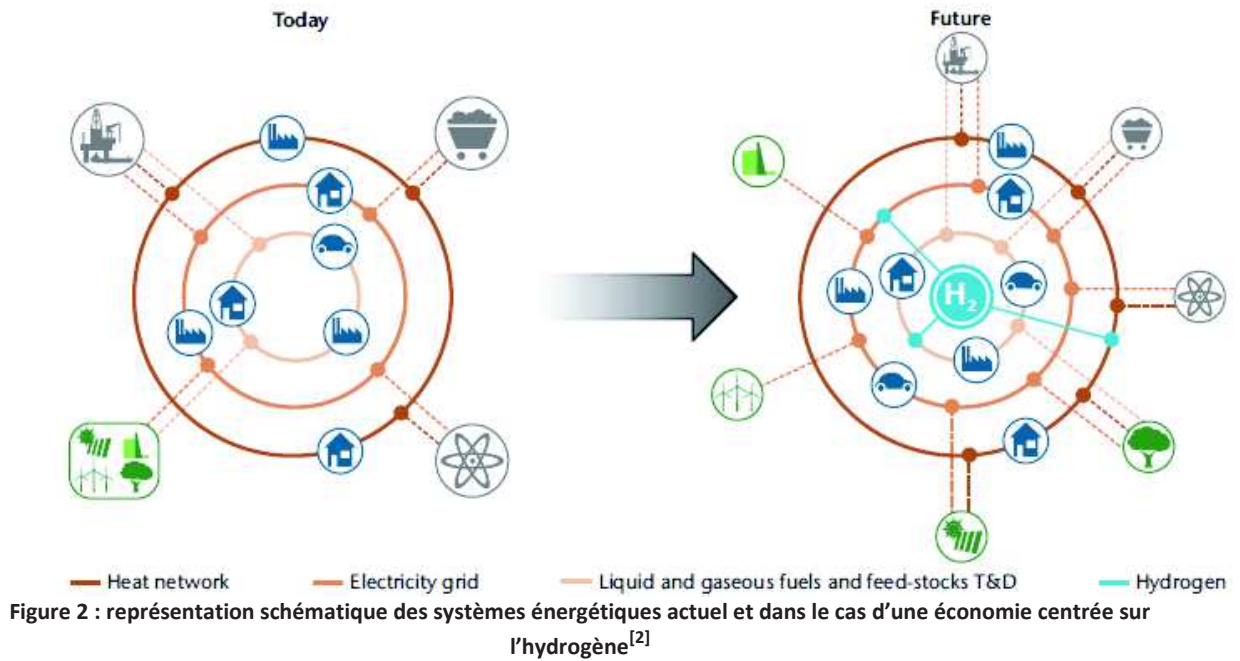 Today
Future
H2
Heat network
Electricity grid
Liquid and gaseous fuels and feed-stocks T&D
Hydrogen
Figure 2 : représentation schématique des systèmes énergétiques actuel et dans le cas d’une économie centrée sur
l’hydrogène[2]